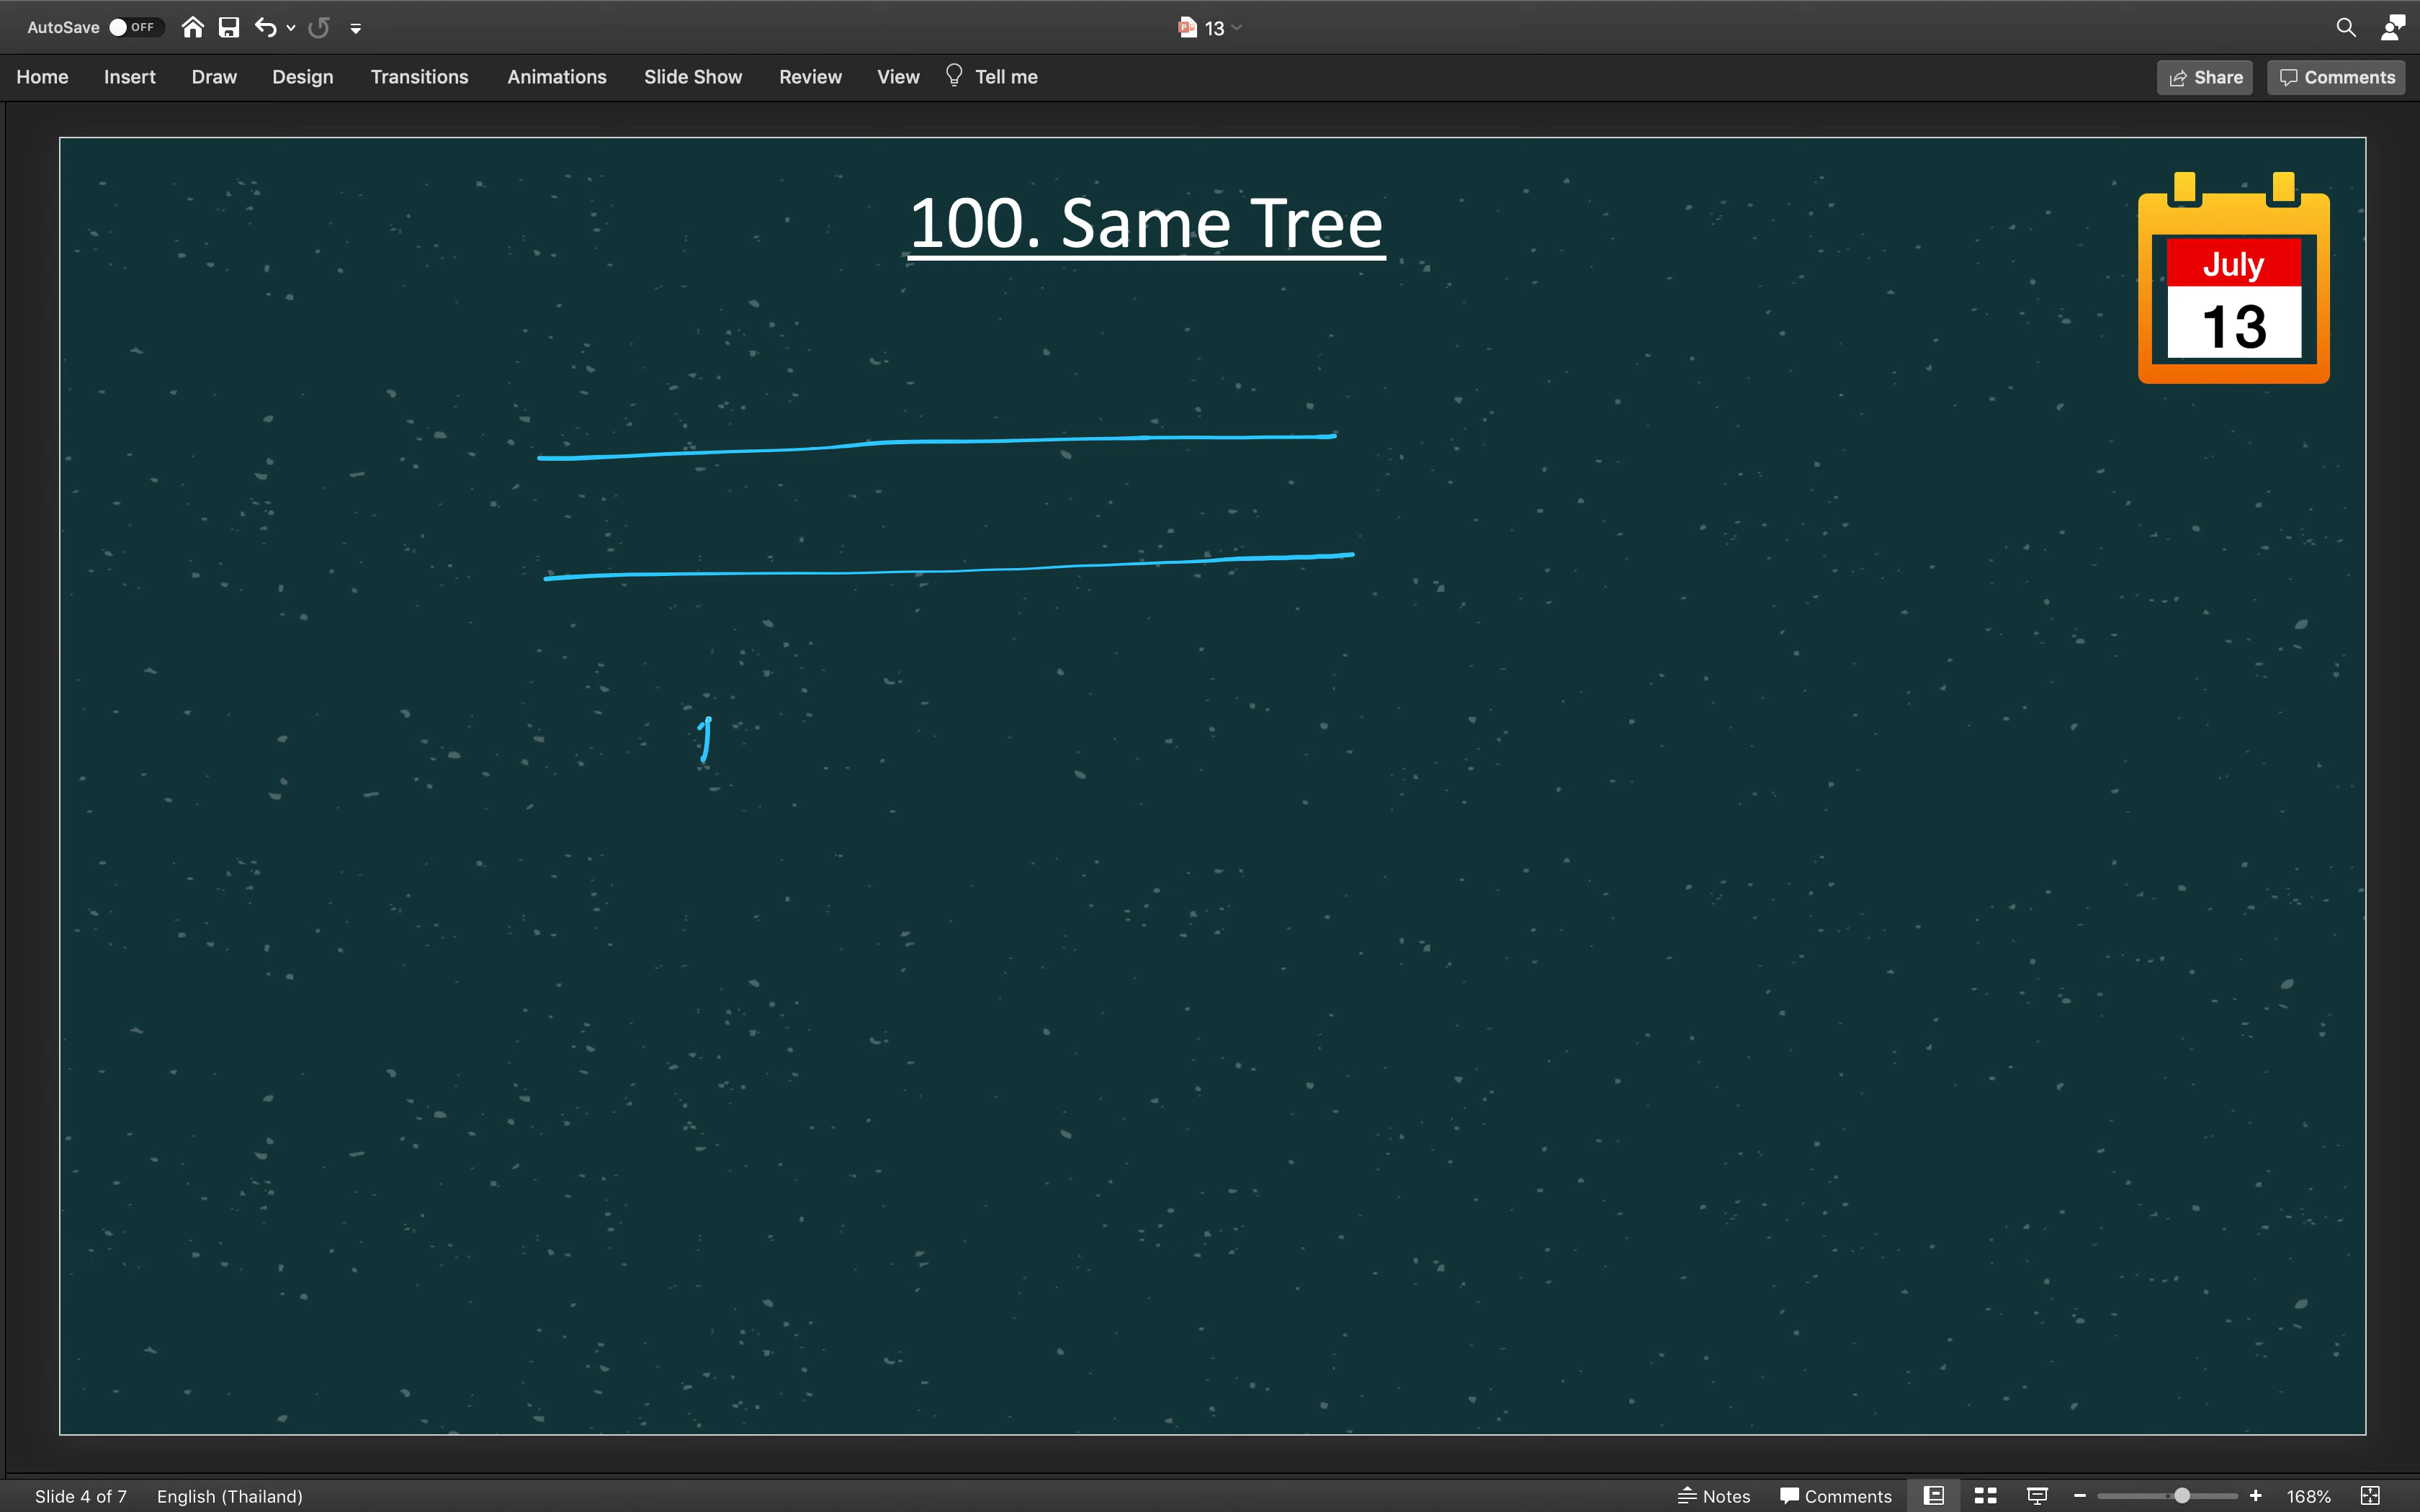 AutoSave OFF 13
Home Insert Draw Design Transitions Animations Slide Show Review View Tell me Share Comments
100. Same Tree
July
13
1
Slide 4 of 7 English (Thailand) Notes Comments 168%